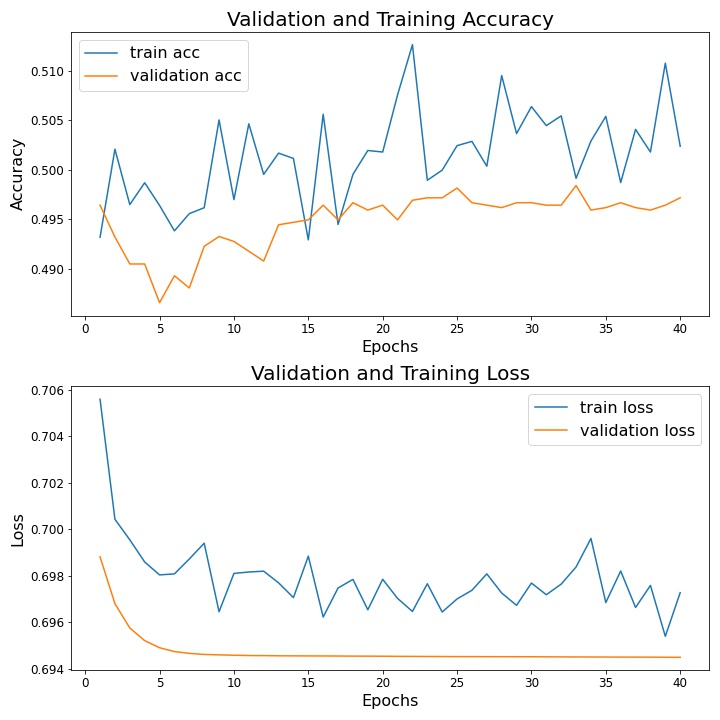 Validation and Training Accuracy
train acc
validation acc
0.510
0.505
0.500
0.495
0.490
Accuracy
0 5 10 15 20 25 30 35 40
Epochs
Validation and Training Loss
train loss
validation loss
0.706
0.704
0.702
0.700
0.698
0.696
0.694
Loss
0 5 10 15 20 25 30 35 40
Epochs